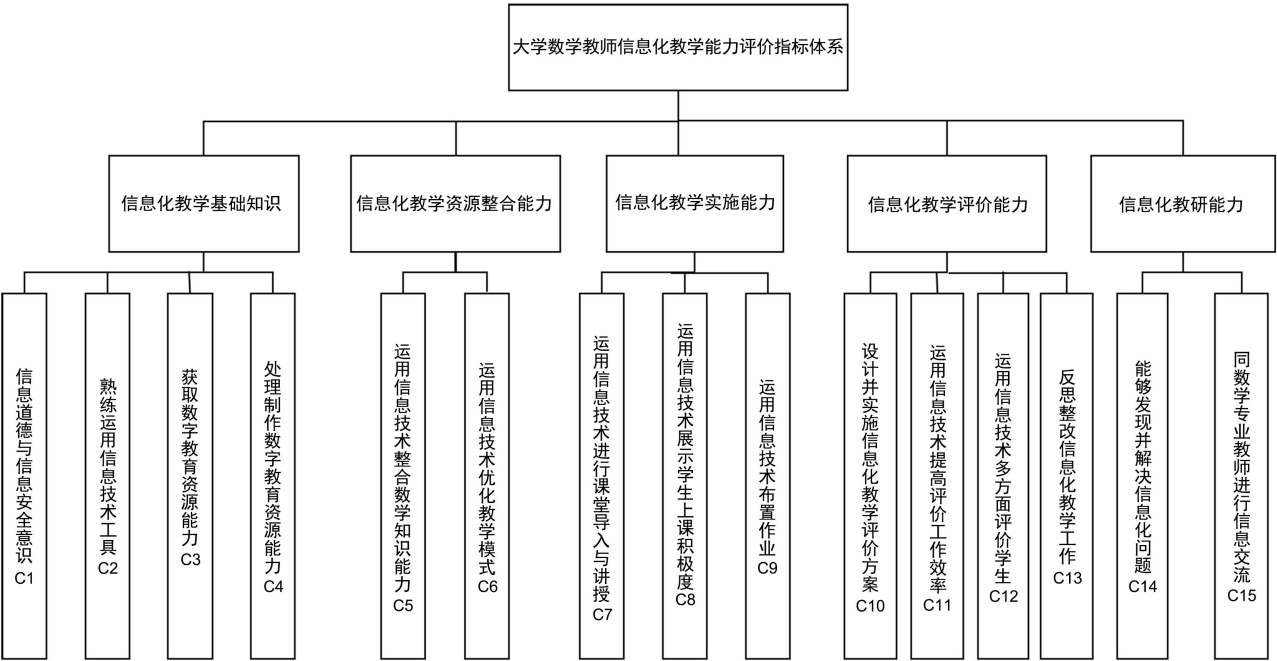 大学数学教师信息化教学能力评价指标体系
信息化教学基础知识
信息化教学资源整合能力
信息化教学实施能力
信息化教学评价能力
信息化教研能力
信息道德与信息安全意识 C1
熟练运用信息技术工具 C2
获取数字教育资源能力 C3
处理制作数字教育资源能力 C4
运用信息技术整合数学知识能力 C5
运用信息技术优化教学模式 C6
运用信息技术进行课堂导入与讲授 C7
运用信息技术展示学生上课积极度 C8
运用信息技术布置作业 C9
设计并实施信息化教学评价方案 C10
运用信息技术提高评价工作效率 C11
运用信息技术多方面评价学生 C12
反思整改信息化教学工作 C13
能够发现并解决信息化问题 C14
同数学专业教师进行信息交流 C15